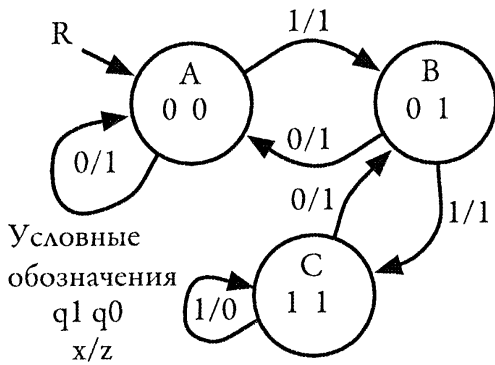 1/1
R
A
0 0
B
0 1
0/1
0/1
0/1
1/1
Условные
обозначения
q1 q0
x/z
C
1 1
1/0